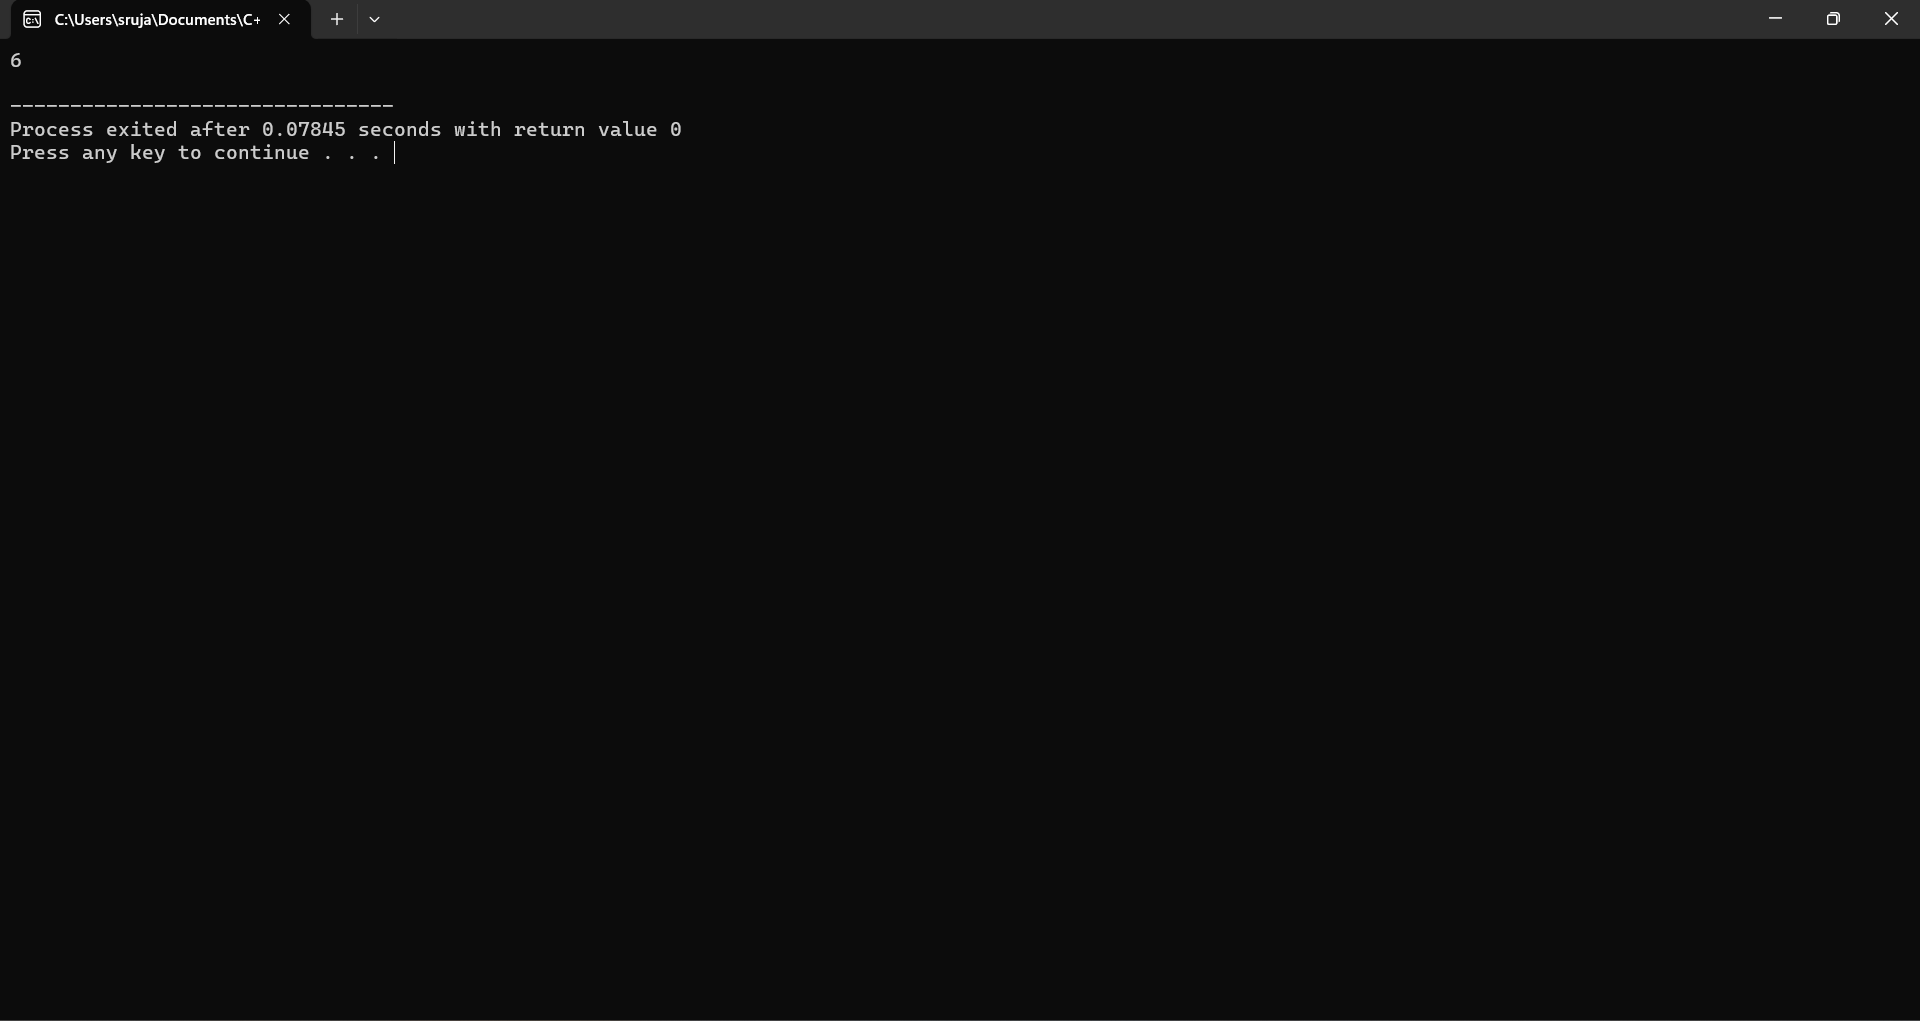 C:\Users\sruja\Documents\C+
6
--------------------------------
Process exited after 0.07845 seconds with return value 0
Press any key to continue . . .